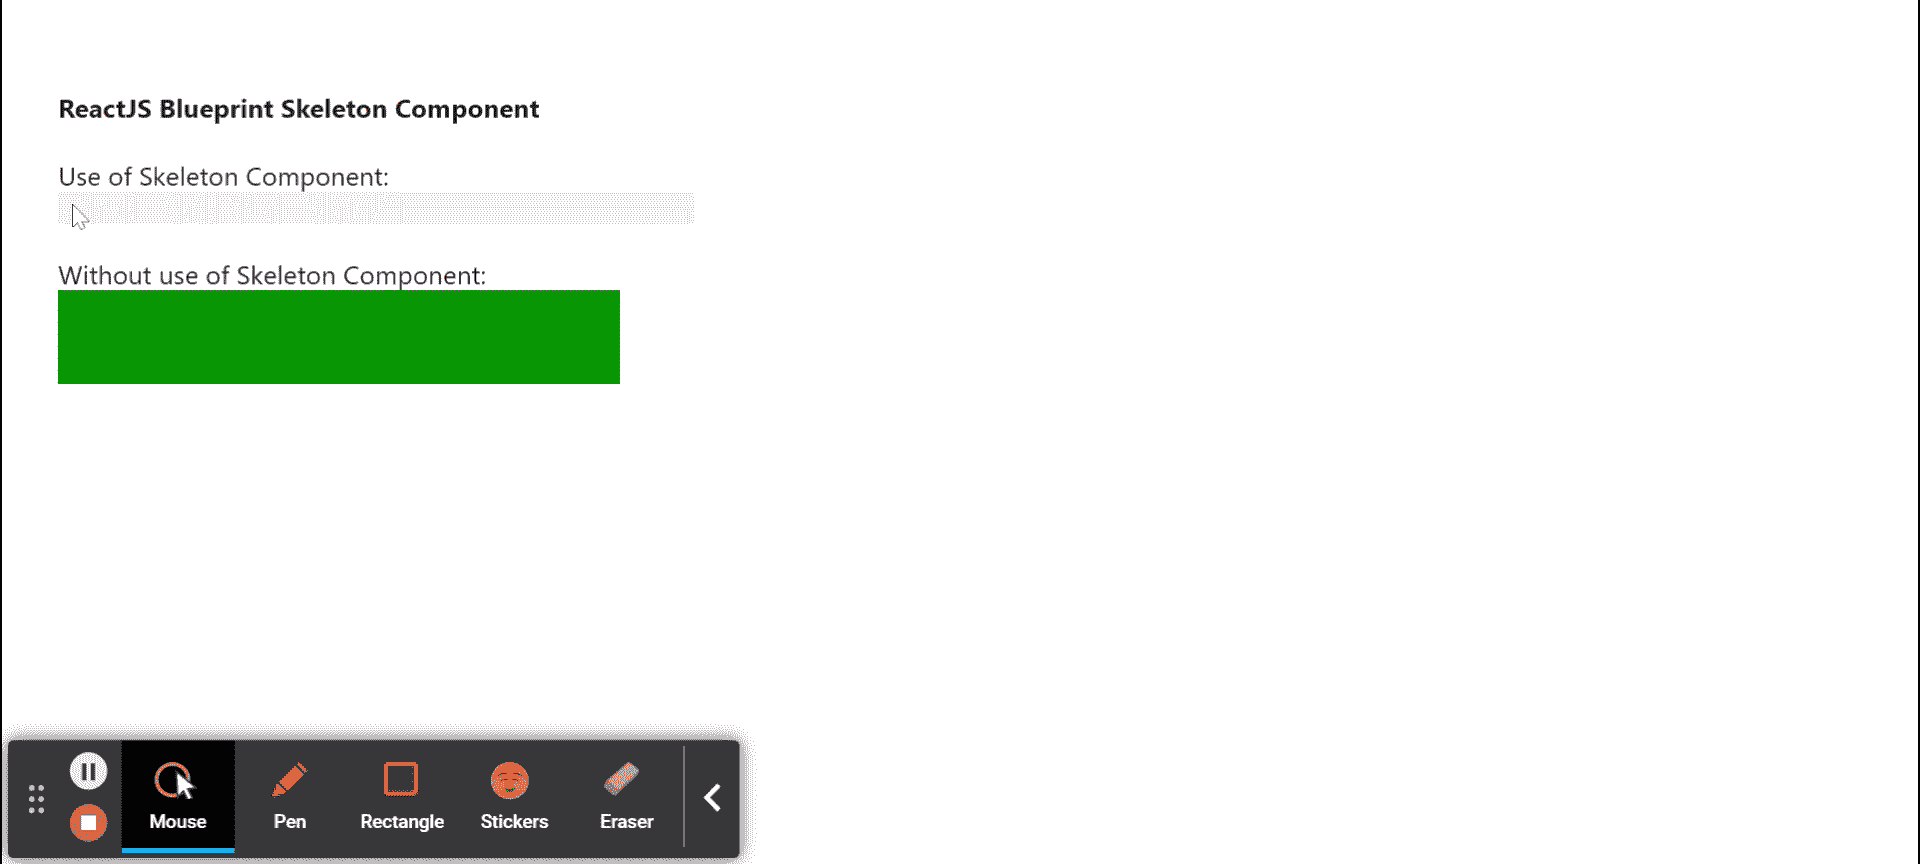 ReactJS Blueprint Skeleton Component
Use of Skeleton Component:
Without use of Skeleton Component:
Mouse Pen Rectangle Stickers Eraser